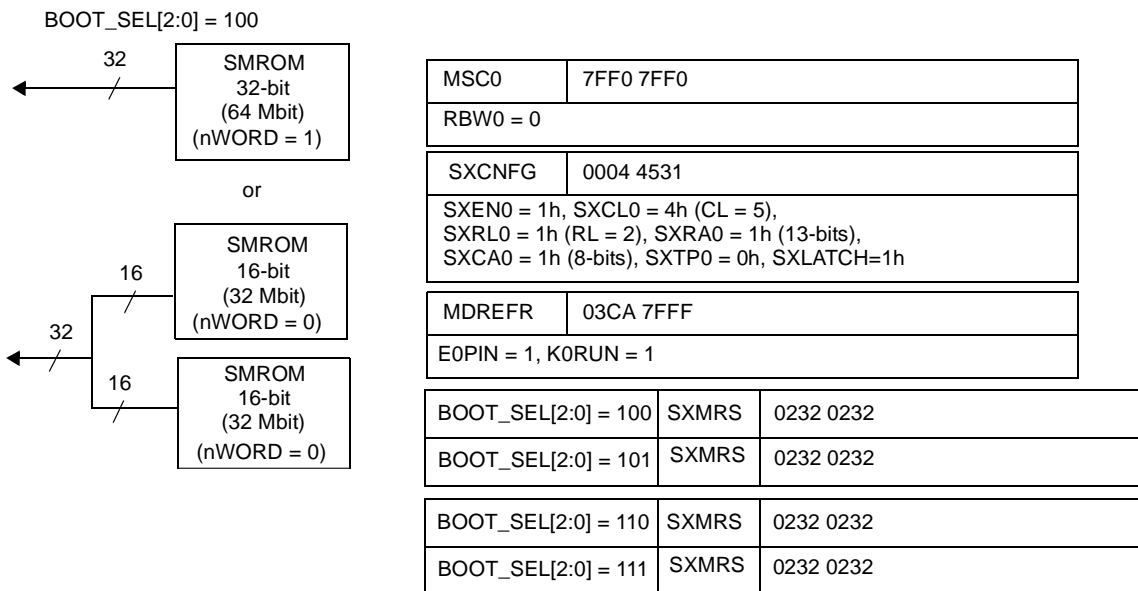 BOOT_SEL[2:0] = 100
32
SMROM
32-bit
(64 Mbit)
(nWORD = 1)
or
16
SMROM
16-bit
(32 Mbit)
(nWORD = 0)
32
16
SMROM
16-bit
(32 Mbit)
(nWORD = 0)
MSC0 7FF0 7FF0
RBW0 = 0
SXCNFG 0004 4531
SXEN0 = 1h, SXCL0 = 4h (CL = 5),
SXRL0 = 1h (RL = 2), SXRA0 = 1h (13-bits),
SXCA0 = 1h (8-bits), SXTP0 = 0h, SXLATCH=1h
MDREFR 03CA 7FFF
E0PIN = 1, K0RUN = 1
BOOT_SEL[2:0] = 100 SXMRS 0232 0232
BOOT_SEL[2:0] = 101 SXMRS 0232 0232
BOOT_SEL[2:0] = 110 SXMRS 0232 0232
BOOT_SEL[2:0] = 111 SXMRS 0232 0232